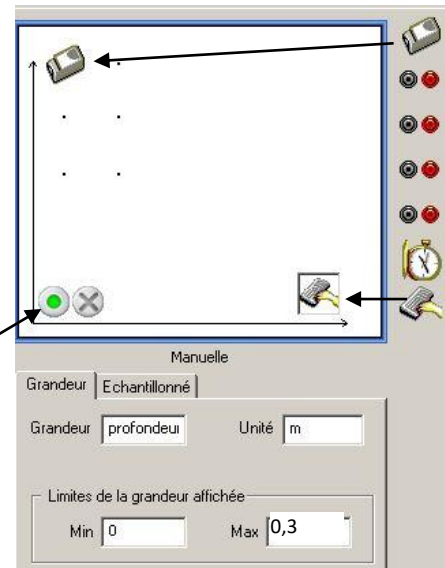 Manuelle
Grandeur Echantillonné
Grandeur profondeur Unité m
Limites de la grandeur affichée
Min 0 Max 0,3